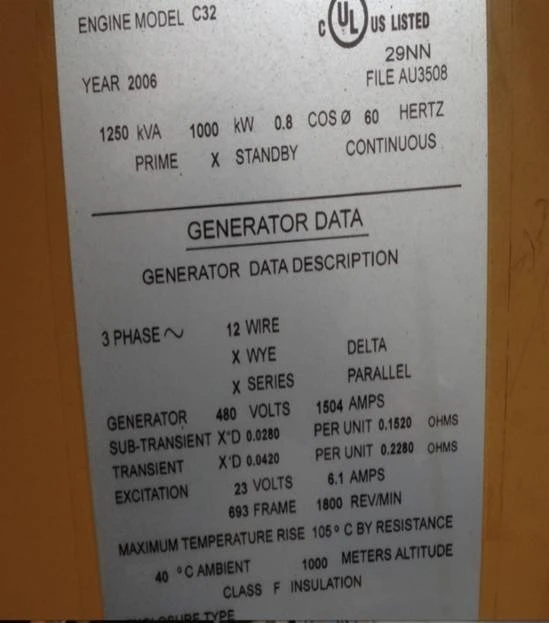 ENGINE MODEL C32
C UL US LISTED
29NN
YEAR 2006
FILE AU3508
1250 kVA 1000 kW 0.8 COS Ø 60 HERTZ
PRIME X STANDBY CONTINUOUS
GENERATOR DATA
GENERATOR DATA DESCRIPTION
3 PHASE ~ 12 WIRE
X WYE DELTA
X SERIES PARALLEL
GENERATOR 480 VOLTS 1504 AMPS
SUB-TRANSIENT X"D 0.0280 PER UNIT 0.1520 OHMS
TRANSIENT X'D 0.0420 PER UNIT 0.2280 OHMS
EXCITATION 23 VOLTS 6.1 AMPS
693 FRAME 1800 REV/MIN
MAXIMUM TEMPERATURE RISE 105° C BY RESISTANCE
40 °C AMBIENT 1000 METERS ALTITUDE
CLASS F INSULATION
TYPE